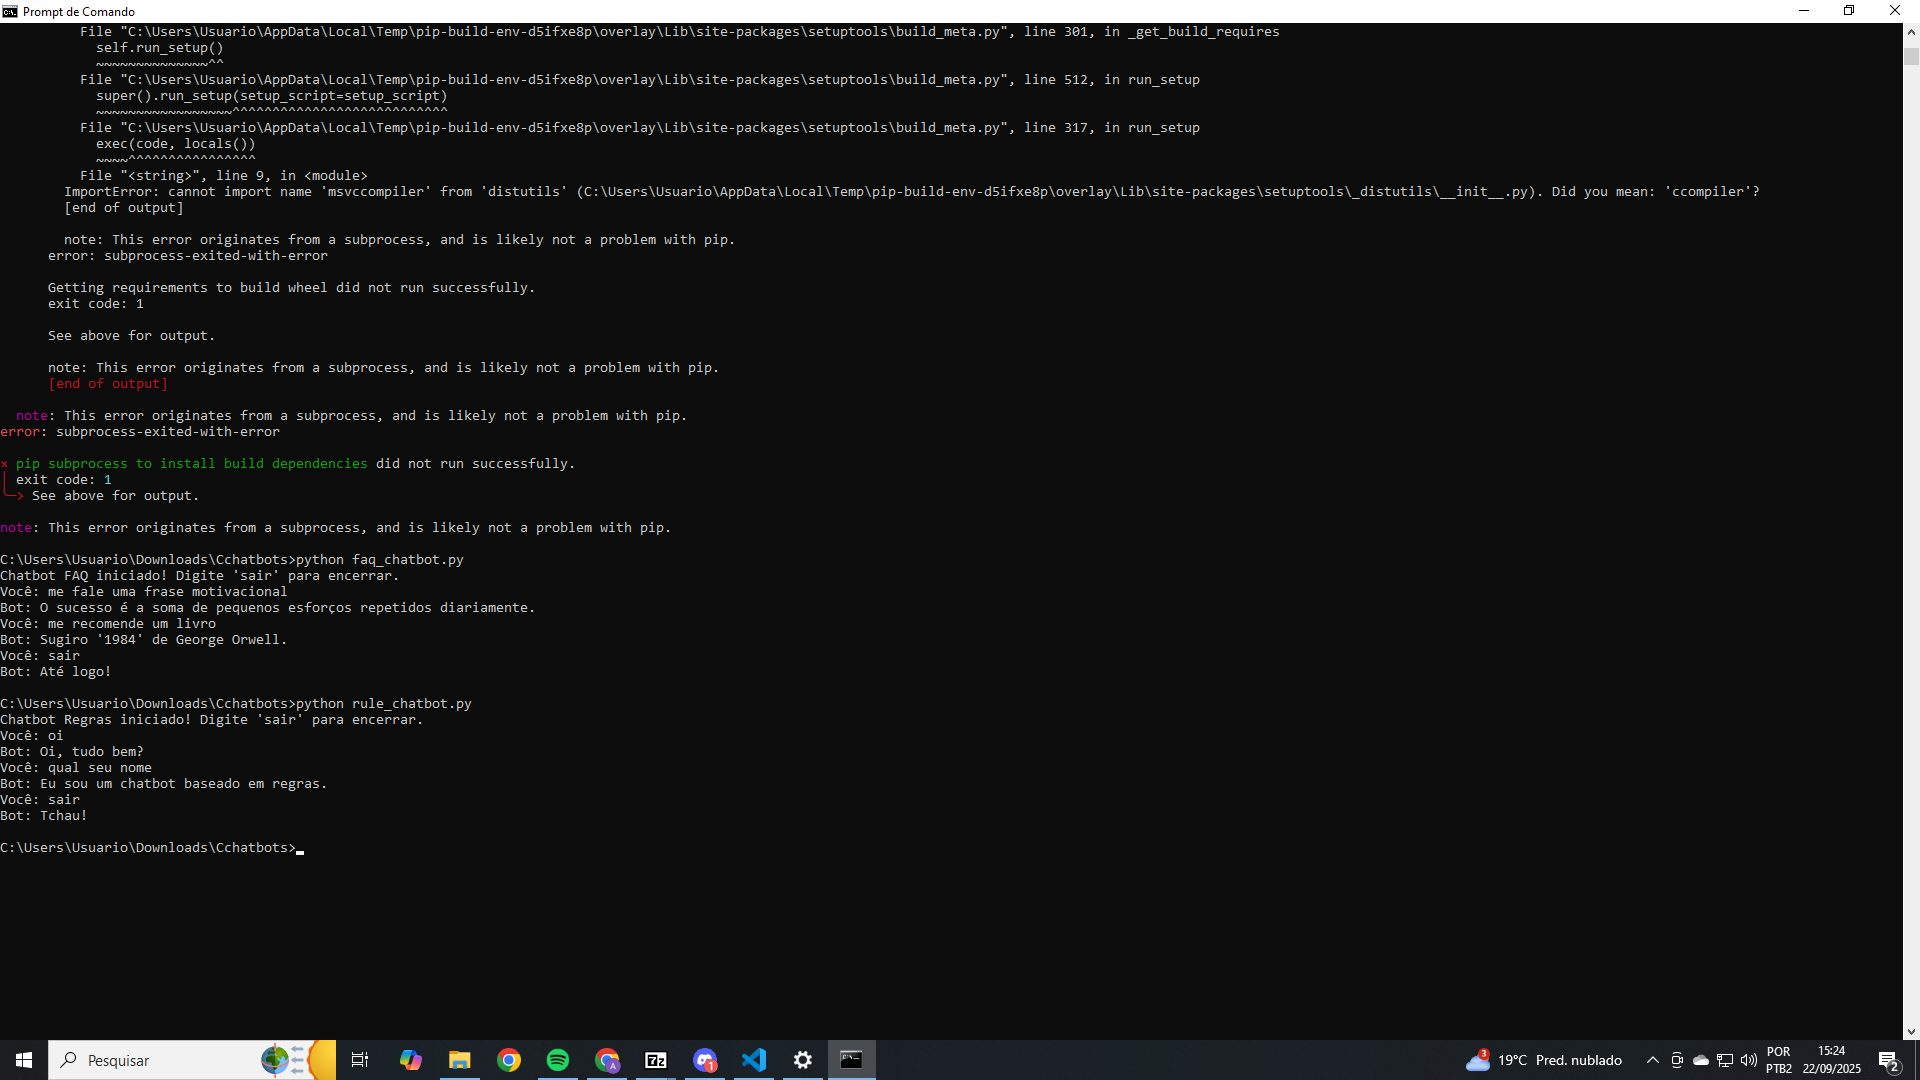 Prompt de Comando
File "C:\Users\Usuario\AppData\Local\Temp\pip-build-env-d5ifxe8p\overlay\Lib\site-packages\setuptools\build_meta.py", line 301, in _get_build_requires
self.run_setup()
~~~~~~~~~~~~~~^^
File "C:\Users\Usuario\AppData\Local\Temp\pip-build-env-d5ifxe8p\overlay\Lib\site-packages\setuptools\build_meta.py", line 512, in run_setup
super().run_setup(setup_script=setup_script)
~~~~~~~~~~~~~~~~~^^^^^^^^^^^^^^^^^^^^^^^^^^^
File "C:\Users\Usuario\AppData\Local\Temp\pip-build-env-d5ifxe8p\overlay\Lib\site-packages\setuptools\build_meta.py", line 317, in run_setup
exec(code, locals())
~~~~^^^^^^^^^^^^^^^^
File "<string>", line 9, in <module>
ImportError: cannot import name 'msvccompiler' from 'distutils' (C:\Users\Usuario\AppData\Local\Temp\pip-build-env-d5ifxe8p\overlay\Lib\site-packages\setuptools\_distutils\__init__.py). Did you mean: 'ccompiler'?
[end of output]
note: This error originates from a subprocess, and is likely not a problem with pip.
error: subprocess-exited-with-error
Getting requirements to build wheel did not run successfully.
exit code: 1
See above for output.
note: This error originates from a subprocess, and is likely not a problem with pip.
[end of output]
note: This error originates from a subprocess, and is likely not a problem with pip.
error: subprocess-exited-with-error
× pip subprocess to install build dependencies did not run successfully.
│ exit code: 1
╰─> See above for output.
note: This error originates from a subprocess, and is likely not a problem with pip.
C:\Users\Usuario\Downloads\Cchatbots>python faq_chatbot.py
Chatbot FAQ iniciado! Digite 'sair' para encerrar.
Você: me fale uma frase motivacional
Bot: O sucesso é a soma de pequenos esforços repetidos diariamente.
Você: me recomende um livro
Bot: Sugiro '1984' de George Orwell.
Você: sair
Bot: Até logo!
C:\Users\Usuario\Downloads\Cchatbots>python rule_chatbot.py
Chatbot Regras iniciado! Digite 'sair' para encerrar.
Você: oi
Bot: Oi, tudo bem?
Você: qual seu nome
Bot: Eu sou um chatbot baseado em regras.
Você: sair
Bot: Tchau!
C:\Users\Usuario\Downloads\Cchatbots>
Pesquisar
7z
A
1
3
19°C Pred. nublado
POR
PTB2
15:24
22/09/2025
2